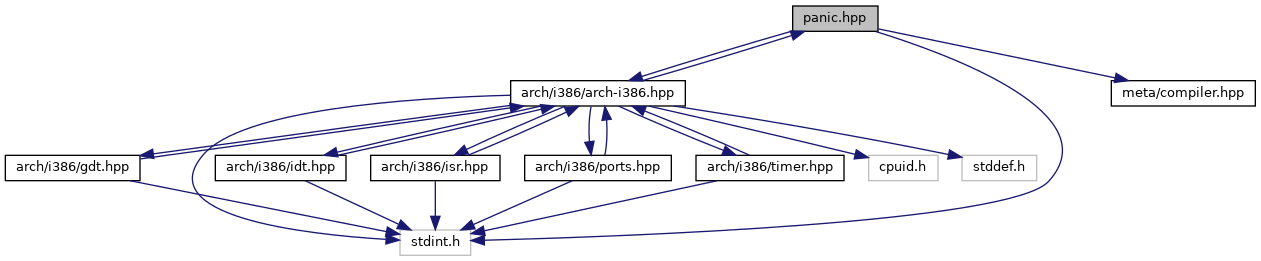 panic.hpp
arch/i386/arch-i386.hpp
meta/compiler.hpp
arch/i386/gdt.hpp
arch/i386/idt.hpp
arch/i386/isr.hpp
arch/i386/ports.hpp
arch/i386/timer.hpp
cpuid.h
stddef.h
stdint.h